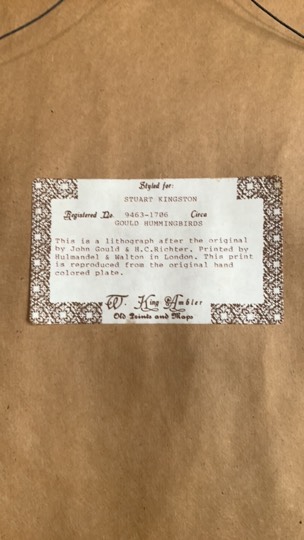 Styled for:
STUART KINGSTON
Registered No. 9463-1706 Circa
GOULD HUMMINGBIRDS
This is a lithograph after the original
by John Gould & H.C.Richter. Printed by
Hulmandel & Walton in London. This print
is reproduced from the original hand
colored plate.
W. King Ambler
Old Prints and Maps